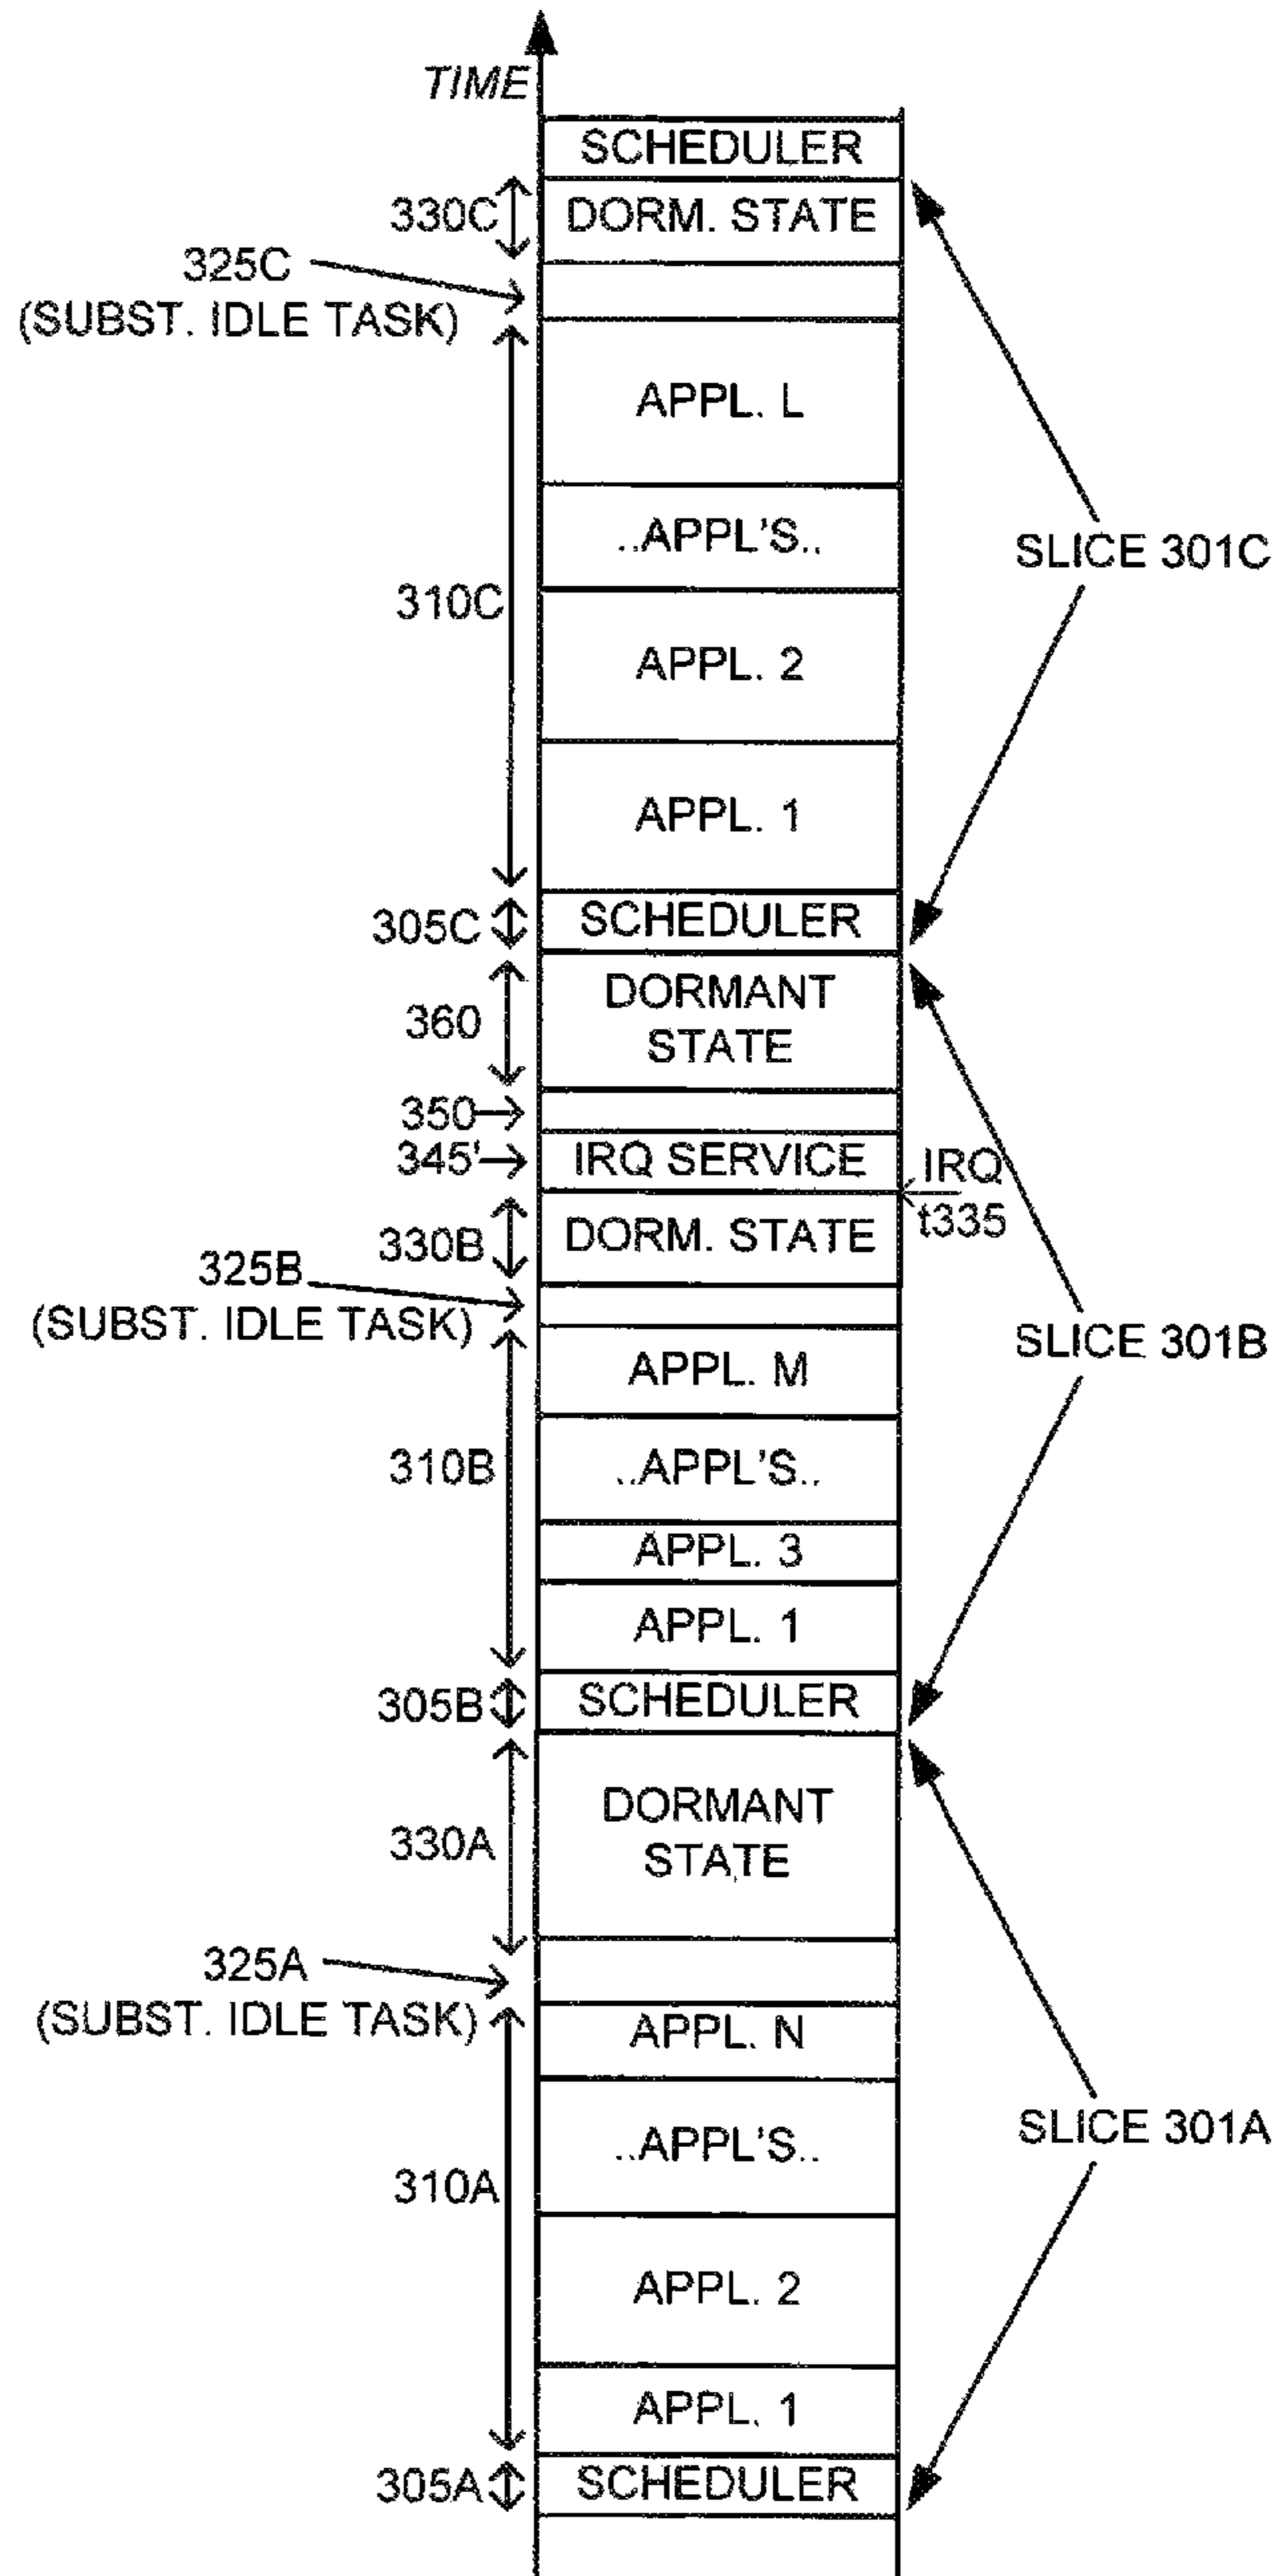 TIME
SCHEDULER
330C
DORM. STATE
325C
(SUBST. IDLE TASK)
APPL. L
..APPL'S..
SLICE 301C
310C
APPL. 2
APPL. 1
305C
SCHEDULER
360
DORMANT
STATE
350
345'
IRQ SERVICE
IRQ
t335
330B
DORM. STATE
325B
(SUBST. IDLE TASK)
SLICE 301B
APPL. M
310B
..APPL'S..
APPL. 3
APPL. 1
305B
SCHEDULER
330A
DORMANT
STATE
325A
(SUBST. IDLE TASK)
APPL. N
SLICE 301A
..APPL'S..
310A
APPL. 2
APPL. 1
305A
SCHEDULER